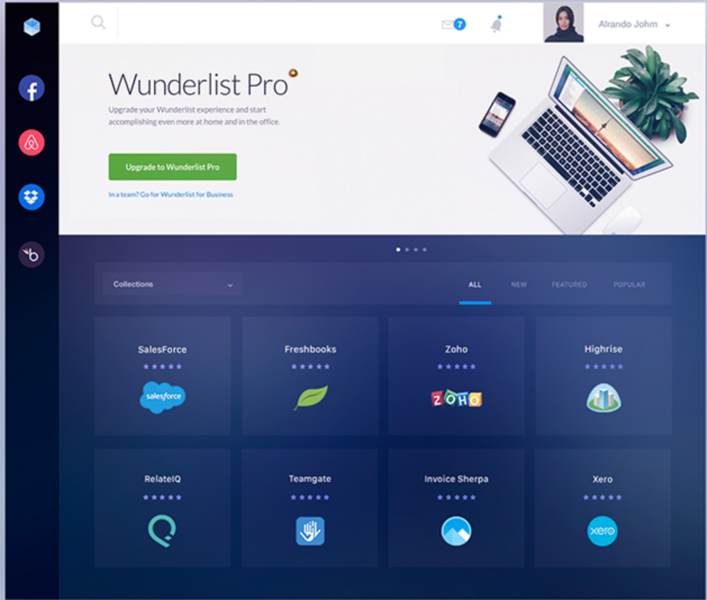 7
Alrando Johm
Wunderlist Pro
Upgrade your Wunderlist experience and start
accomplishing even more at home and in the office.
Upgrade to Wunderlist Pro
In a team? Go for Wunderlist for Business
Collections
ALL
NEW
FEATURED
POPULAR
SalesForce
Freshbooks
Zoho
Highrise
salesforce
ZOHO
RelateIQ
Teamgate
Invoice Sherpa
Xero
xero